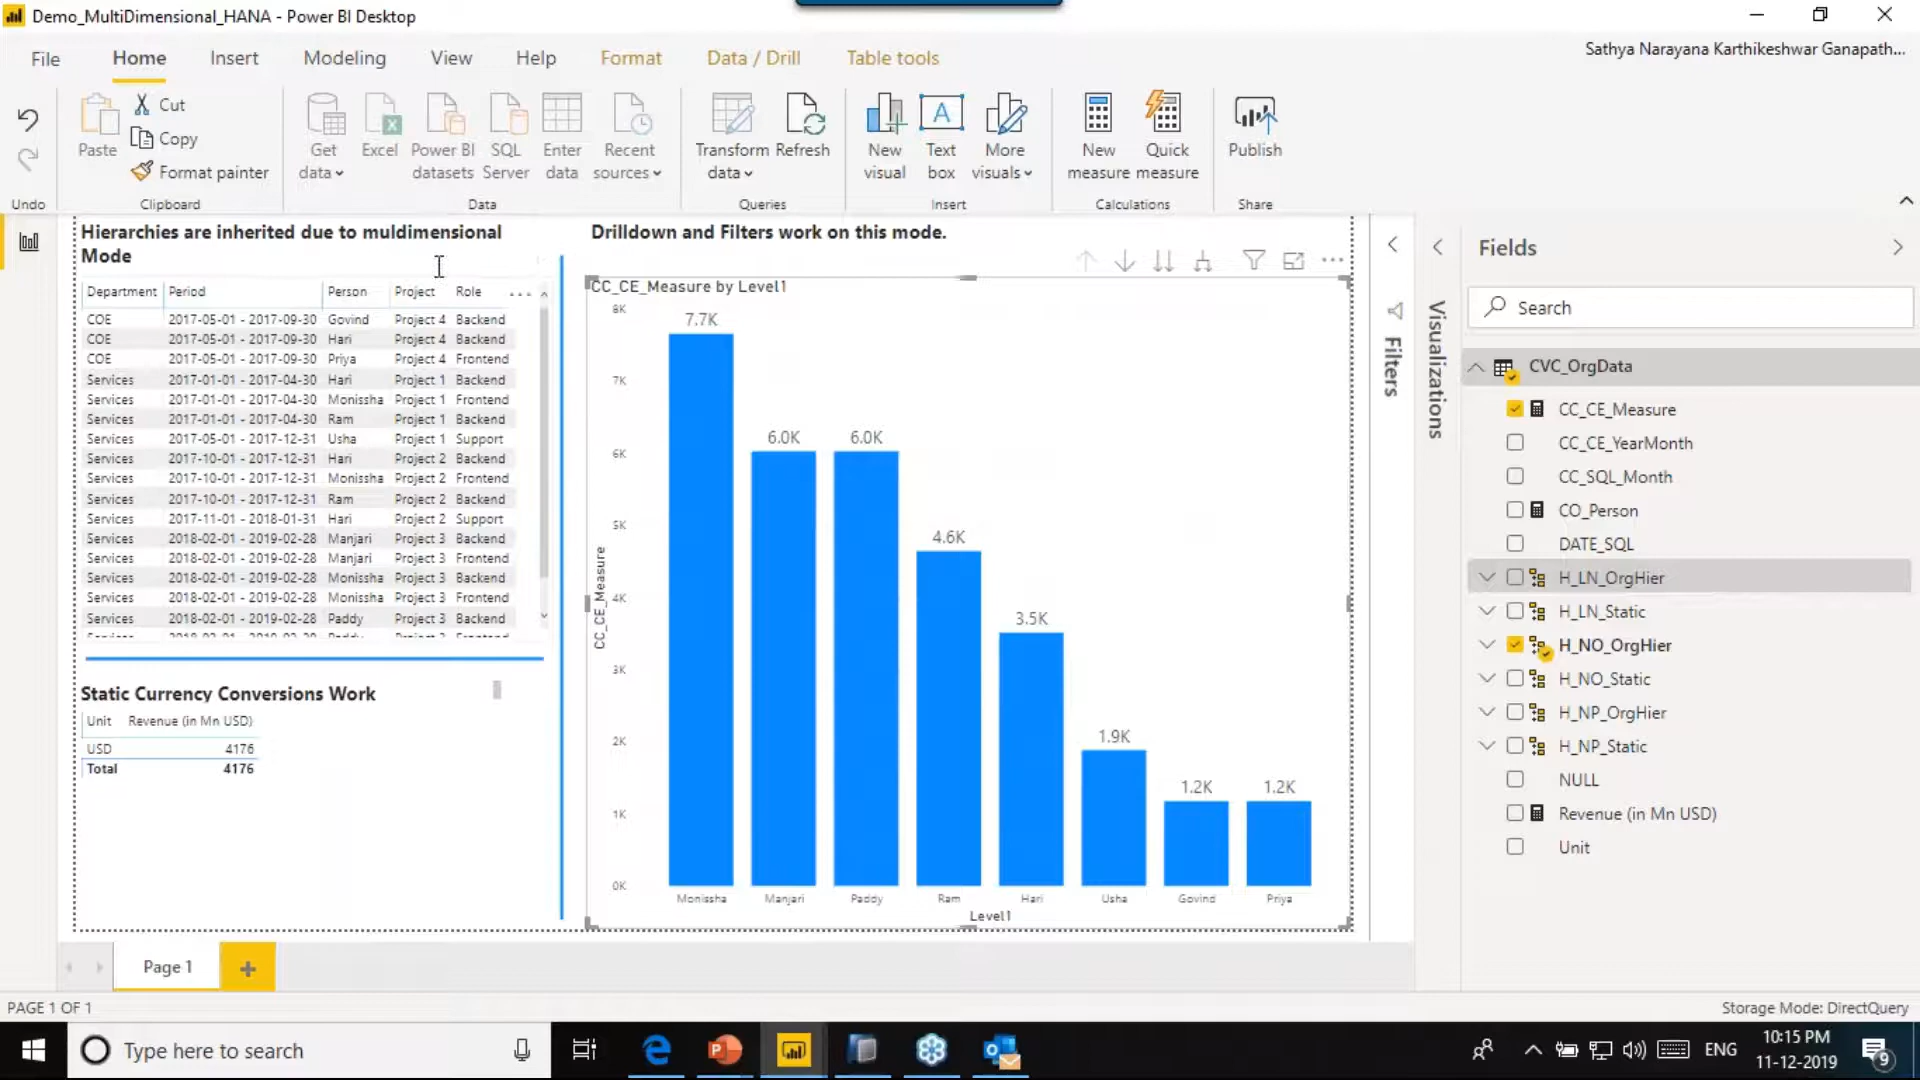 Demo_MultiDimensional_HANA - Power BI Desktop
File Home Insert Modeling View Help Format Data / Drill Table tools
Sathya Narayana Karthikeshwar Ganapath...
Paste
Cut
Copy
Format painter
Get data
Excel
Power BI datasets
SQL Server
Enter data
Recent sources
Transform data
Refresh
New visual
Text box
More visuals
New measure
Quick measure
Publish
Undo Clipboard Data Queries Insert Calculations Share
Hierarchies are inherited due to muldimensional
Mode
Department Period Person Project Role
COE 2017-05-01 - 2017-09-30 Govind Project 4 Backend
COE 2017-05-01 - 2017-09-30 Hari Project 4 Backend
COE 2017-05-01 - 2017-09-30 Priya Project 4 Frontend
Services 2017-01-01 - 2017-04-30 Hari Project 1 Backend
Services 2017-01-01 - 2017-04-30 Monissha Project 1 Frontend
Services 2017-01-01 - 2017-04-30 Ram Project 1 Backend
Services 2017-05-01 - 2017-12-31 Usha Project 1 Support
Services 2017-10-01 - 2017-12-31 Hari Project 2 Backend
Services 2017-10-01 - 2017-12-31 Monissha Project 2 Frontend
Services 2017-10-01 - 2017-12-31 Ram Project 2 Backend
Services 2017-11-01 - 2018-01-31 Hari Project 2 Support
Services 2018-02-01 - 2019-02-28 Manjari Project 3 Backend
Services 2018-02-01 - 2019-02-28 Manjari Project 3 Frontend
Services 2018-02-01 - 2019-02-28 Monissha Project 3 Backend
Services 2018-02-01 - 2019-02-28 Monissha Project 3 Frontend
Services 2018-02-01 - 2019-02-28 Paddy Project 3 Backend
Static Currency Conversions Work
Unit Revenue (in Mn USD)
USD 4176
Total 4176
Drilldown and Filters work on this mode.
CC_CE_Measure by Level1
8K
7K
6K
5K
4K
3K
2K
1K
0K
CC_CE_Measure
7.7K 6.0K 6.0K 4.6K 3.5K 1.9K 1.2K 1.2K
Monissha Manjari Paddy Ram Hari Usha Govind Priya
Level1
Filters
Visualizations
Fields
Search
CVC_OrgData
CC_CE_Measure
CC_CE_YearMonth
CC_SQL_Month
CO_Person
DATE_SQL
H_LN_OrgHier
H_LN_Static
H_NO_OrgHier
H_NO_Static
H_NP_OrgHier
H_NP_Static
NULL
Revenue (in Mn USD)
Unit
Page 1
PAGE 1 OF 1
Storage Mode: DirectQuery
Type here to search
ENG
10:15 PM
11-12-2019
9